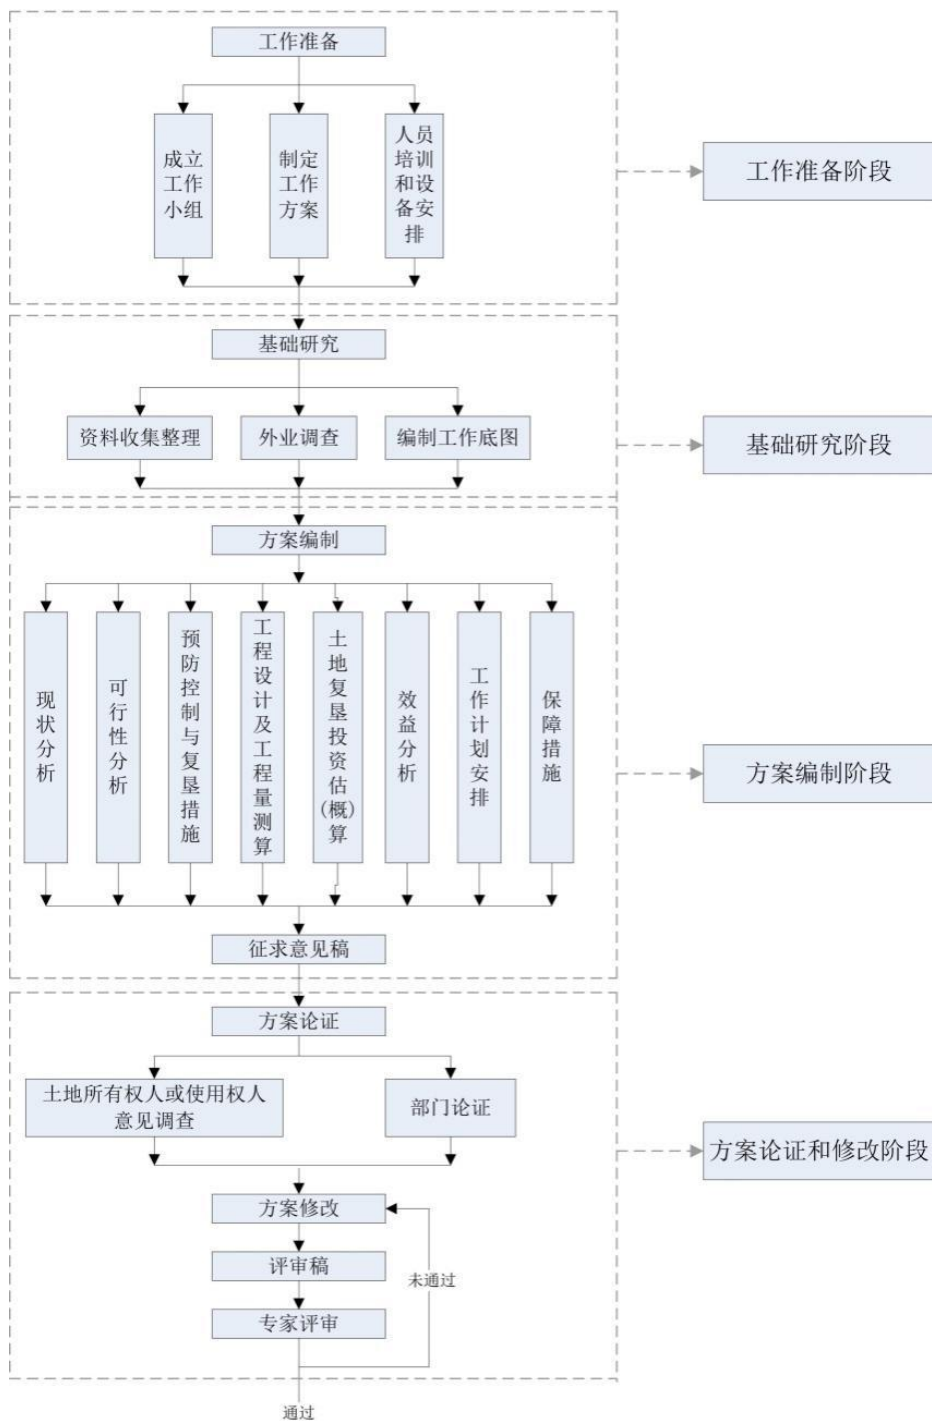 工作准备
成立
工作
小组
制定
工作
方案
人员
培训
和设
备安
排
工作准备阶段
基础研究
资料收集整理
外业调查
编制工作底图
基础研究阶段
方案编制
现状分析
可行性分析
预防控制与复垦措施
工程设计及工程量测算
土地复垦投资估(概)算
效益分析
工作计划安排
保障措施
方案编制阶段
征求意见稿
方案论证
土地所有权人或使用权人
意见调查
部门论证
方案论证和修改阶段
方案修改
评审稿
未通过
专家评审
通过